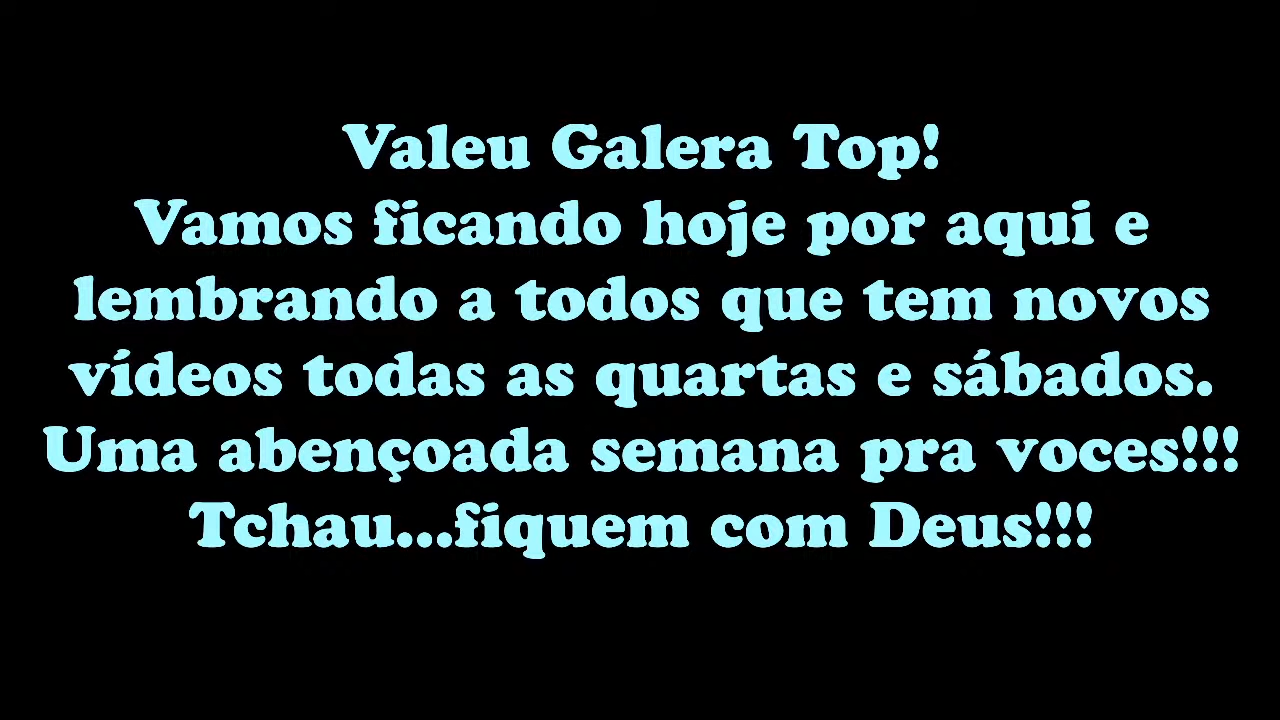 Valeu Galera Top!
Vamos ficando hoje por aqui e
lembrando a todos que tem novos
vídeos todas as quartas e sábados.
Uma abençoada semana pra voces!!!
Tchau...fiquem com Deus!!!